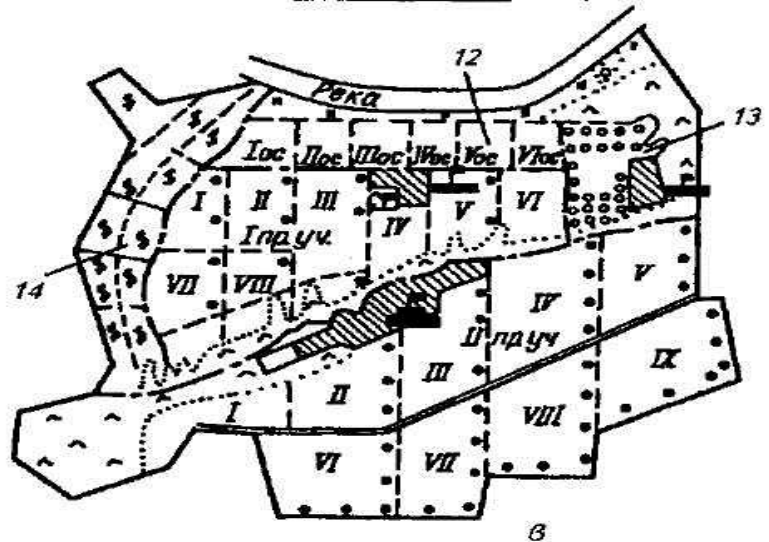 Река
12
13
Iос IIос IIIос IVос Vос VIос
I II III IV V VI
I пр. уч.
VII VIII
14
IV V
II пр уч
III
IX
I II
VIII
VI VII
в